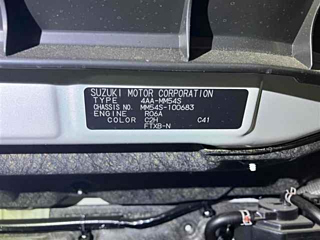 SUZUKI MOTOR CORPORATION
TYPE 4AA-MM54S
CHASSIS NO. MM54S-100683
ENGINE R06A
COLOR C2H C41
FTXB-N